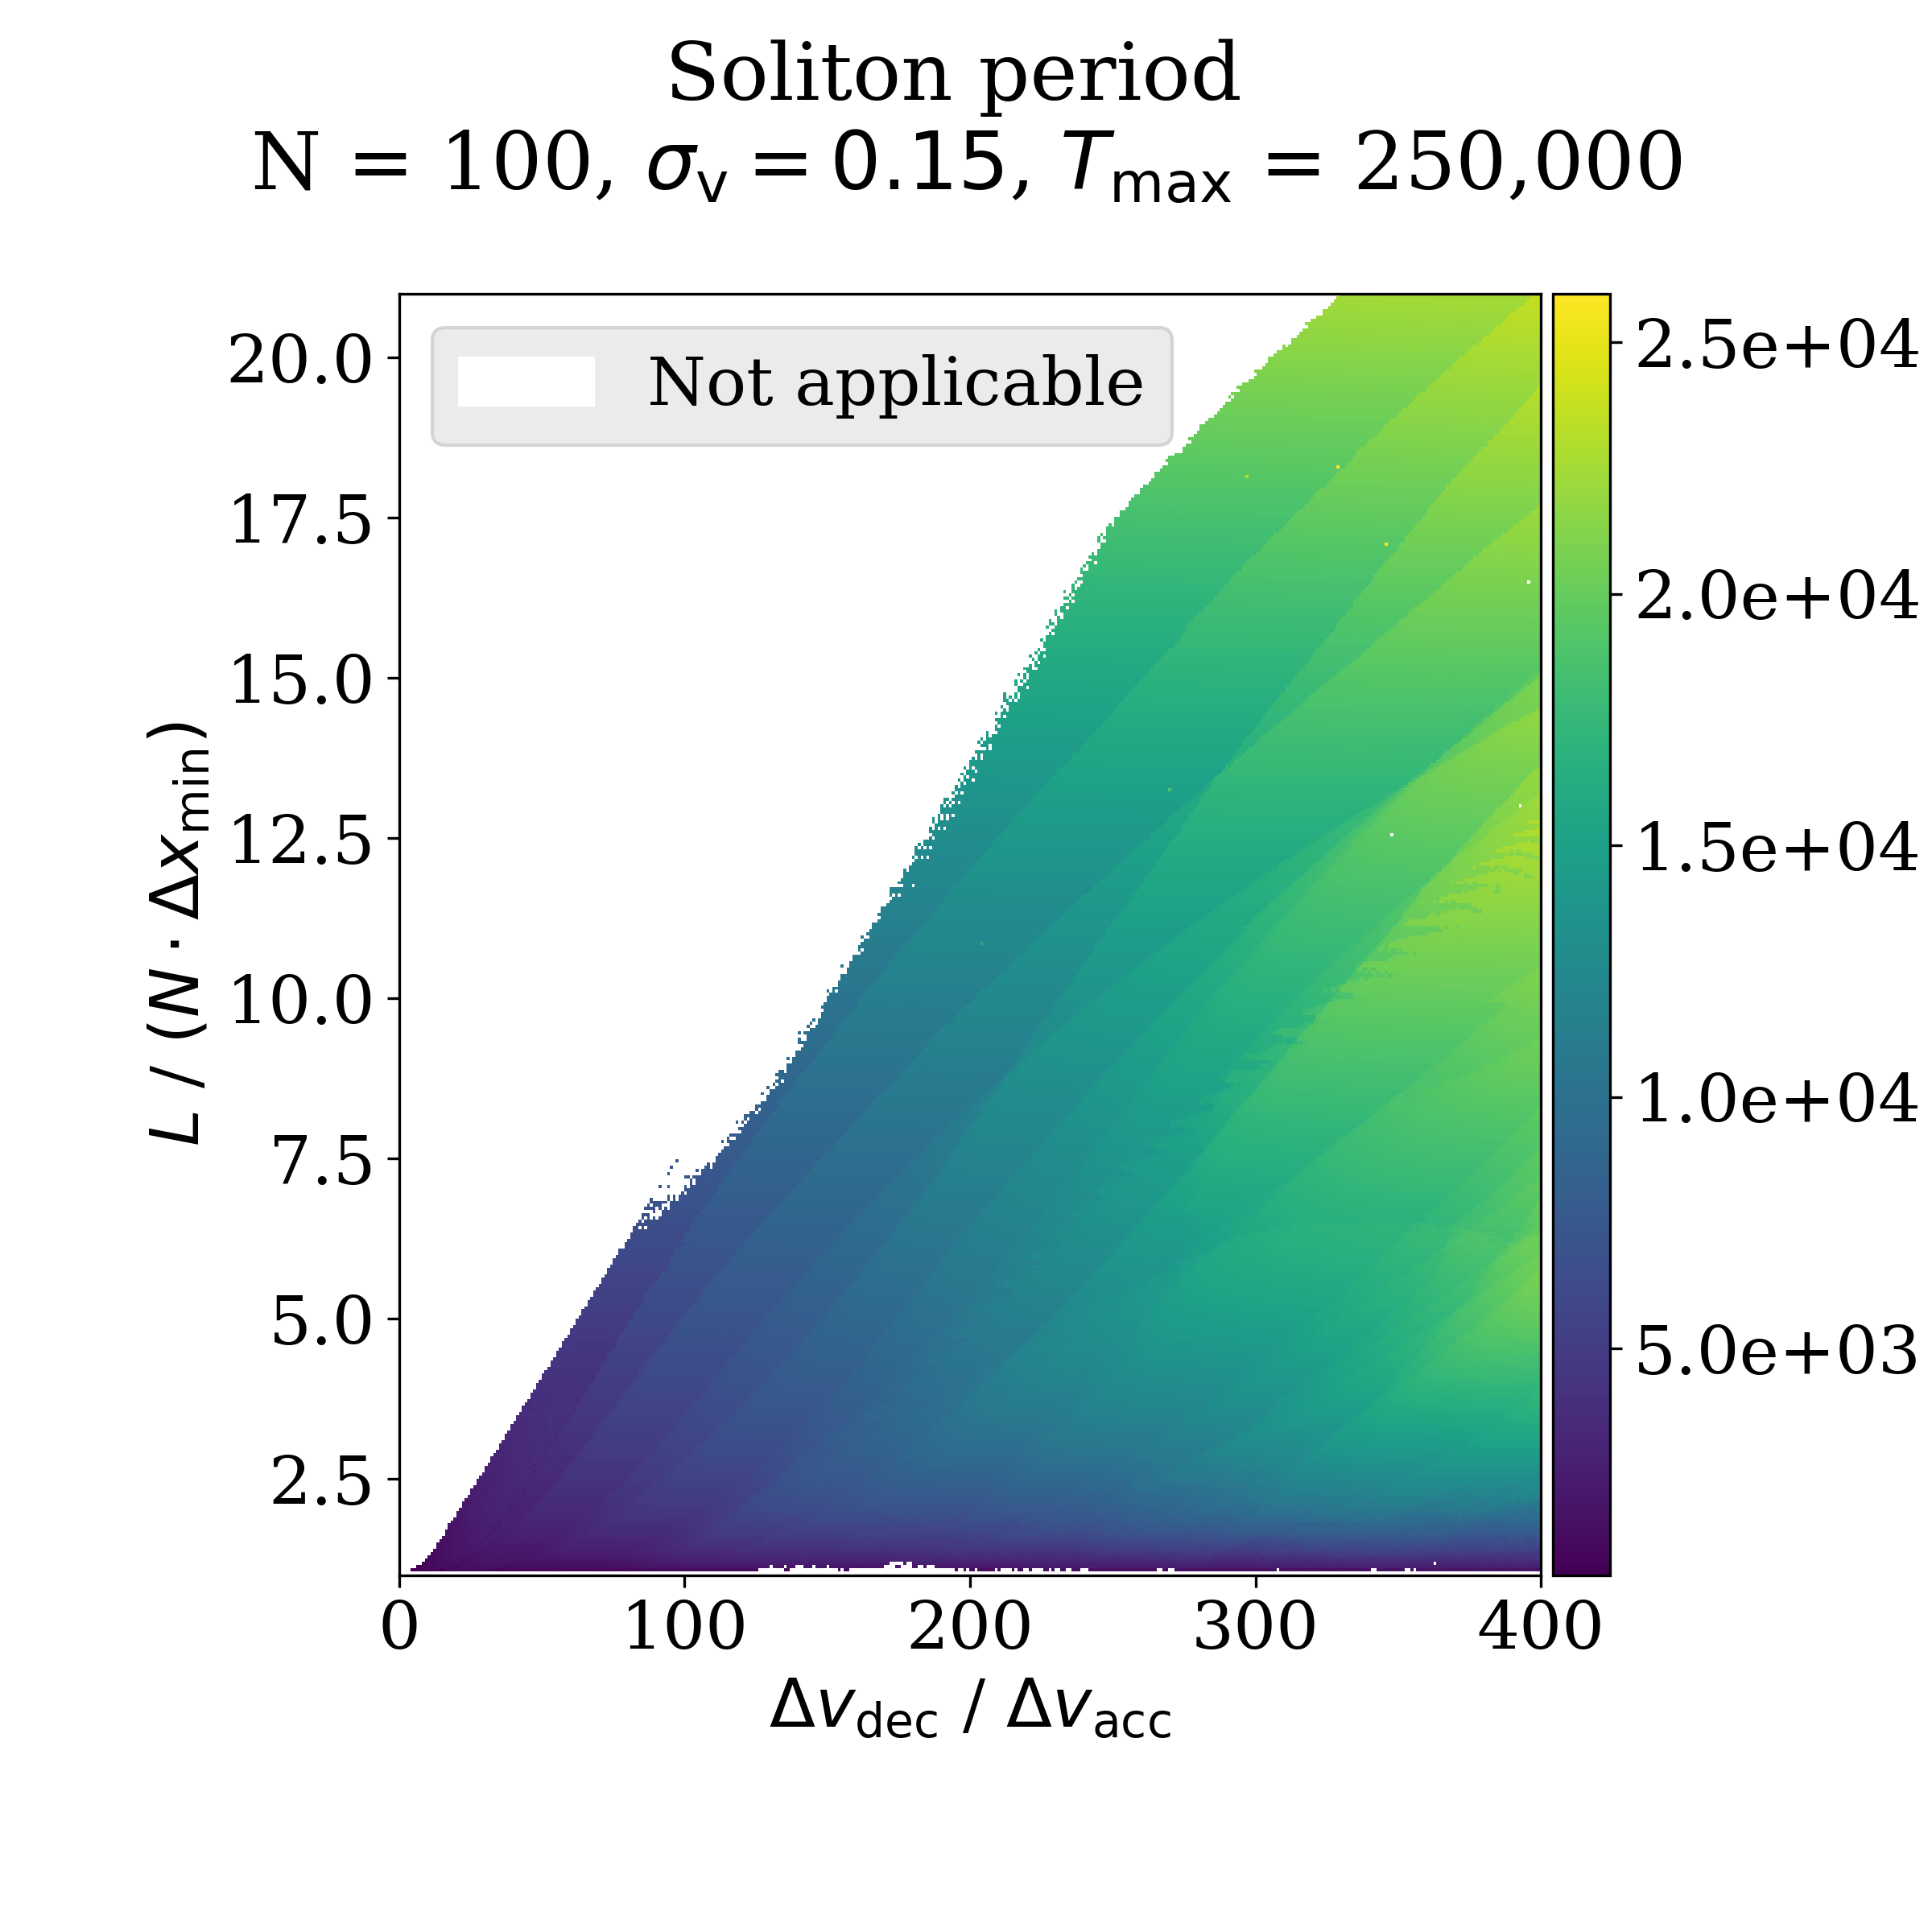 Soliton period
N = 100, σv = 0.15, Tmax = 250,000
Not applicable
20.0
17.5
15.0
12.5
10.0
7.5
5.0
2.5
L / (N · Δxmin)
0 100 200 300 400
Δvdec / Δvacc
2.5e+04
2.0e+04
1.5e+04
1.0e+04
5.0e+03